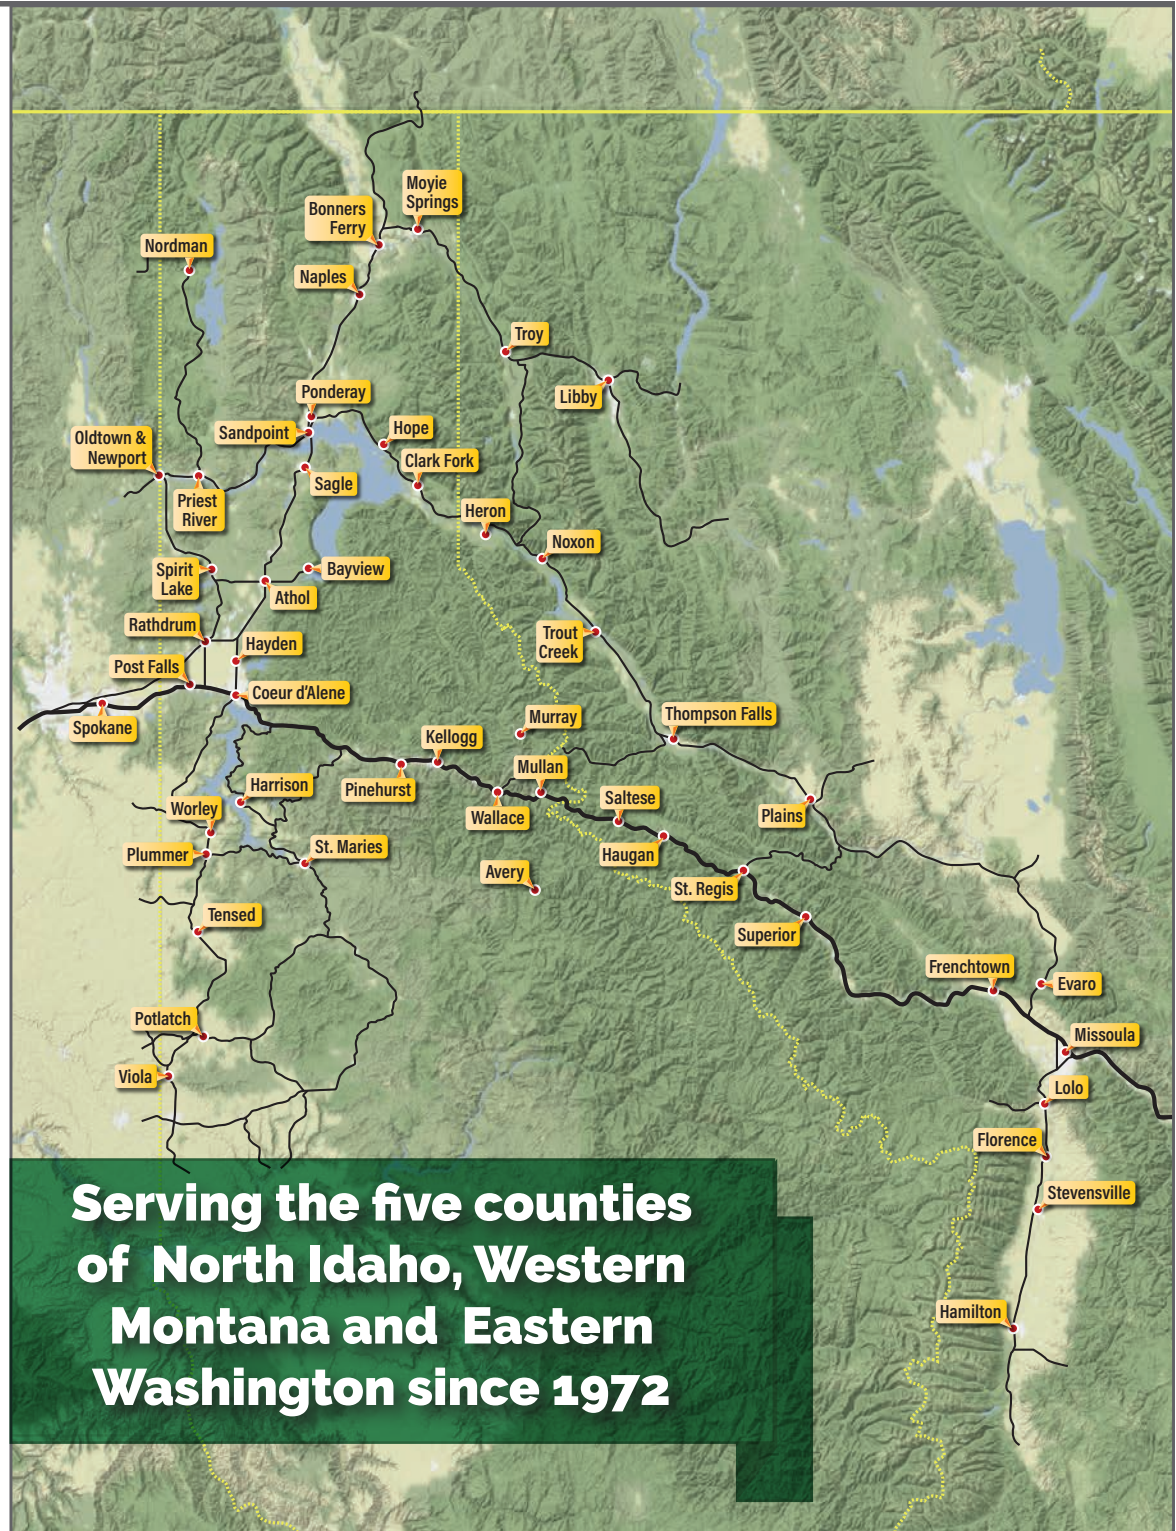 Moyie
Springs
Bonners
Ferry
Nordman
Naples
Troy
Libby
Ponderay
Sandpoint
Hope
Oldtown &
Newport
Clark Fork
Sagle
Priest
River
Heron
Noxon
Spirit
Lake
Bayview
Athol
Rathdrum
Hayden
Trout
Creek
Post Falls
Coeur d'Alene
Spokane
Murray
Thompson Falls
Kellogg
Mullan
Pinehurst
Harrison
Wallace
Saltese
Worley
Plains
Plummer
St. Maries
Haugan
Avery
St. Regis
Tensed
Superior
Frenchtown
Evaro
Potlatch
Missoula
Viola
Lolo
Florence
Stevensville
Hamilton
Serving the five counties
of North Idaho, Western
Montana and Eastern
Washington since 1972